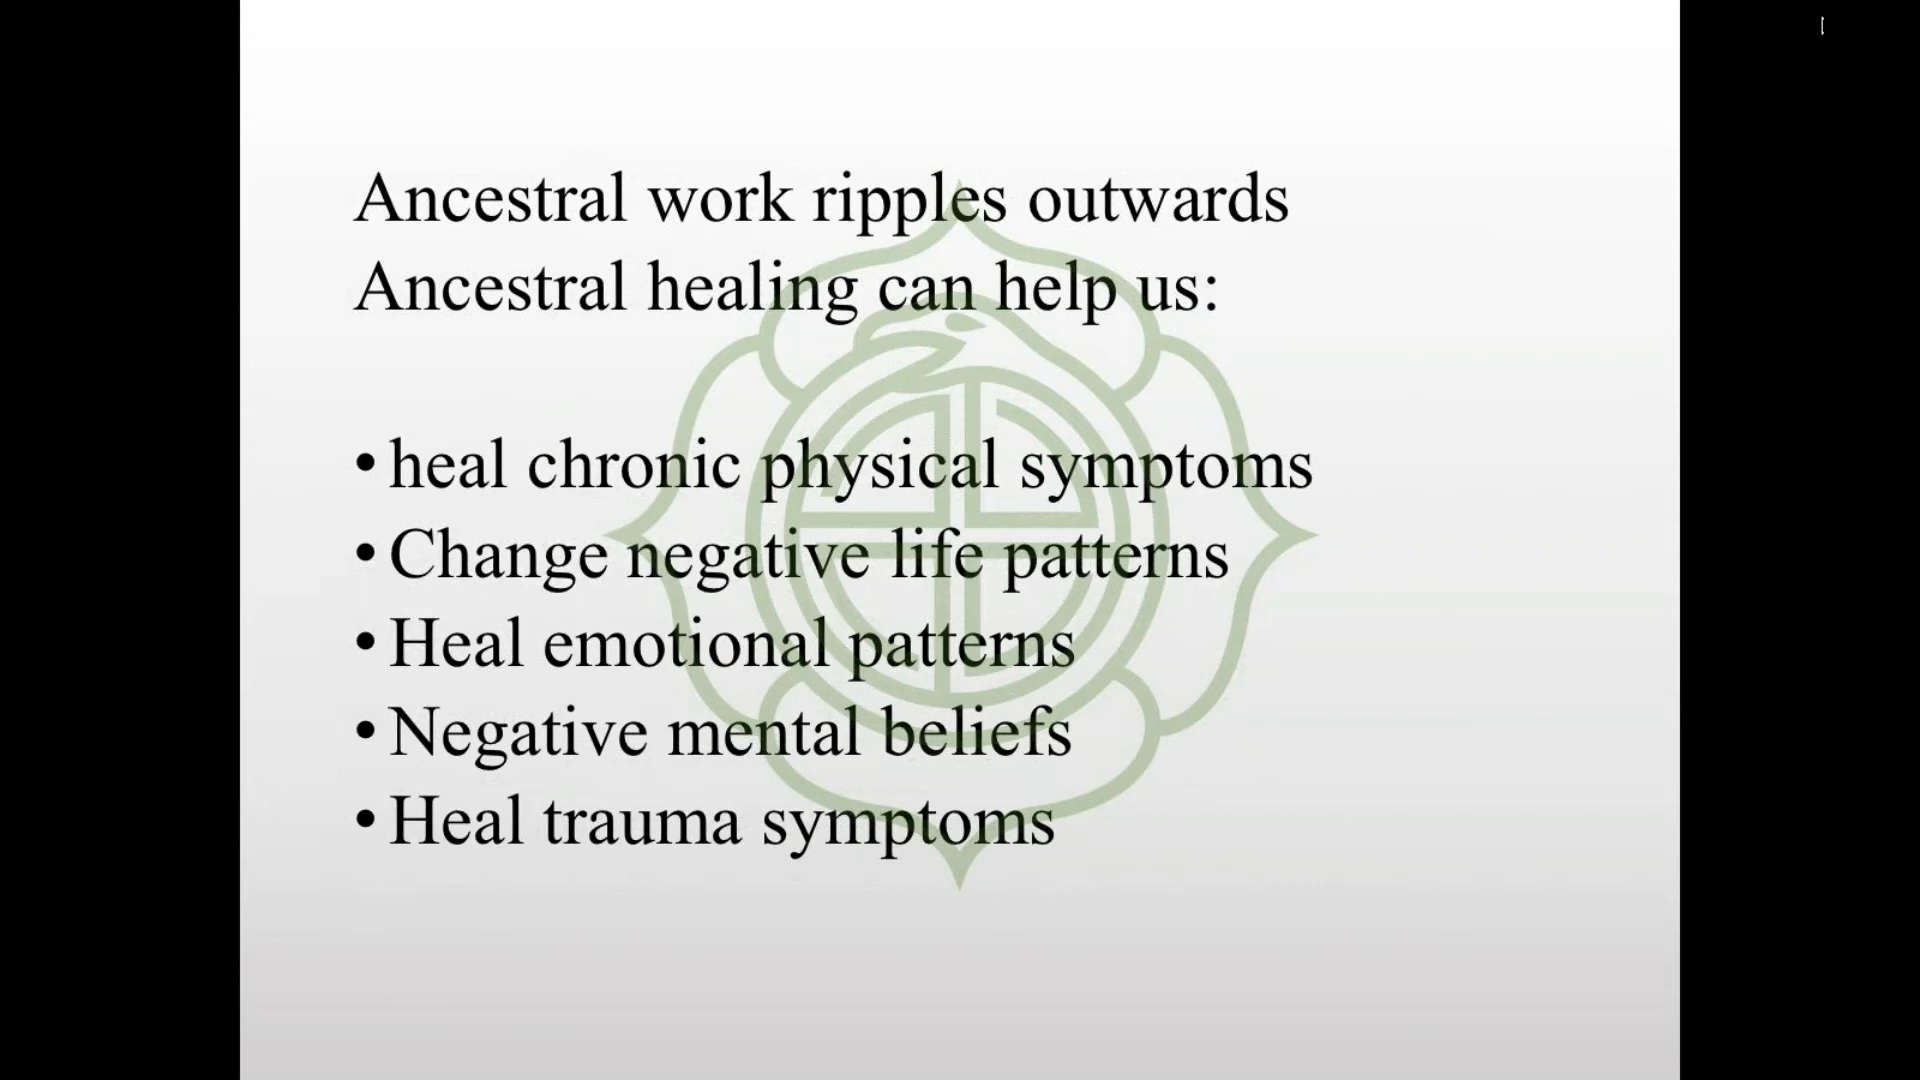 Ancestral work ripples outwards
Ancestral healing can help us:
• heal chronic physical symptoms
• Change negative life patterns
• Heal emotional patterns
• Negative mental beliefs
• Heal trauma symptoms